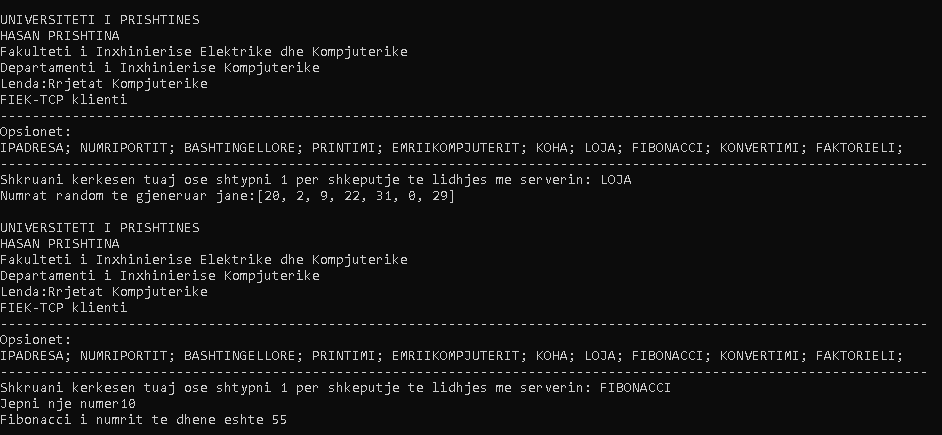 UNIVERSITETI I PRISHTINES
HASAN PRISHTINA
Fakulteti i Inxhinierise Elektrike dhe Kompjuterike
Departamenti i Inxhinierise Kompjuterike
Lenda:Rrjetat Kompjuterike
FIEK-TCP klienti
--------------------------------------------------------------------------------------------------------------------
Opsionet:
IPADRESA; NUMRIPORTIT; BASHTINGELLORE; PRINTIMI; EMRIIKOMPJUTERIT; KOHA; LOJA; FIBONACCI; KONVERTIMI; FAKTORIELI;
--------------------------------------------------------------------------------------------------------------------
Shkruani kerkesen tuaj ose shtypni 1 per shkeputje te lidhjes me serverin: LOJA
Numrat random te gjeneruar jane:[20, 2, 9, 22, 31, 0, 29]
UNIVERSITETI I PRISHTINES
HASAN PRISHTINA
Fakulteti i Inxhinierise Elektrike dhe Kompjuterike
Departamenti i Inxhinierise Kompjuterike
Lenda:Rrjetat Kompjuterike
FIEK-TCP klienti
--------------------------------------------------------------------------------------------------------------------
Opsionet:
IPADRESA; NUMRIPORTIT; BASHTINGELLORE; PRINTIMI; EMRIIKOMPJUTERIT; KOHA; LOJA; FIBONACCI; KONVERTIMI; FAKTORIELI;
--------------------------------------------------------------------------------------------------------------------
Shkruani kerkesen tuaj ose shtypni 1 per shkeputje te lidhjes me serverin: FIBONACCI
Jepni nje numer10
Fibonacci i numrit te dhene eshte 55